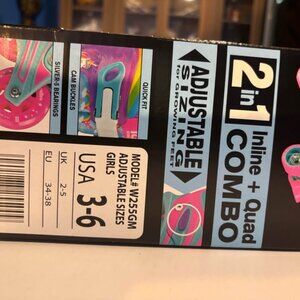 2 in 1
Inline + Quad
COMBO
ADJUSTABLE
SIZING
for GROWING FEET
QUICK FIT
CAM BUCKLES
SILVER-5 BEARINGS
MODEL# W255GM
ADJUSTABLE SIZES
GIRLS
USA 3-6
UK 2-5
EU 34-38